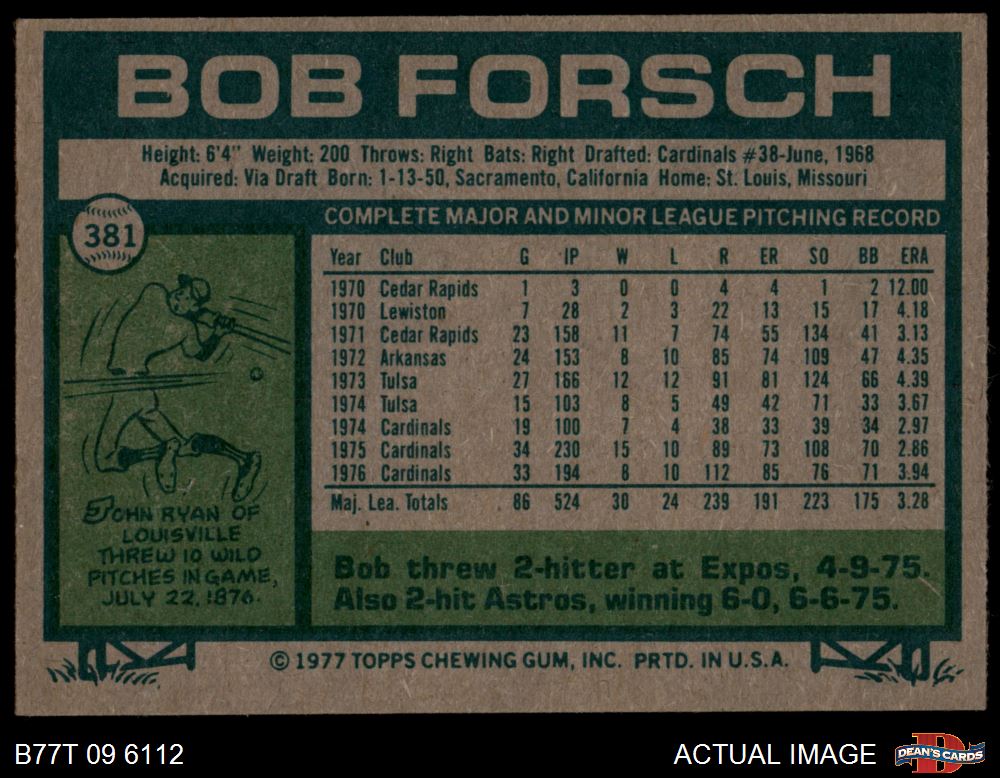 BOB FORSCH
Height: 6'4" Weight: 200 Throws: Right Bats: Right Drafted: Cardinals #38-June, 1968
Acquired: Via Draft Born: 1-13-50, Sacramento, California Home: St. Louis, Missouri
381
COMPLETE MAJOR AND MINOR LEAGUE PITCHING RECORD
Year Club G IP W L R ER SO BB ERA
1970 Cedar Rapids 1 3 0 0 4 4 1 2 12.00
1970 Lewiston 7 28 2 3 22 13 15 17 4.18
1971 Cedar Rapids 23 158 11 7 74 55 134 41 3.13
1972 Arkansas 24 153 8 10 85 74 109 47 4.35
1973 Tulsa 27 166 12 12 91 81 124 66 4.39
1974 Tulsa 15 103 8 5 49 42 71 33 3.67
1974 Cardinals 19 100 7 4 38 33 39 34 2.97
1975 Cardinals 34 230 15 10 89 73 108 70 2.86
1976 Cardinals 33 194 8 10 112 85 76 71 3.94
Maj. Lea. Totals 86 524 30 24 239 191 223 175 3.28
JOHN RYAN OF
LOUISVILLE
THREW 10 WILD
PITCHES IN GAME,
JULY 22, 1876.
Bob threw 2-hitter at Expos, 4-9-75.
Also 2-hit Astros, winning 6-0, 6-6-75.
© 1977 TOPPS CHEWING GUM, INC. PRTD. IN U.S.A.
B77T 09 6112
ACTUAL IMAGE
DEAN'S CARDS